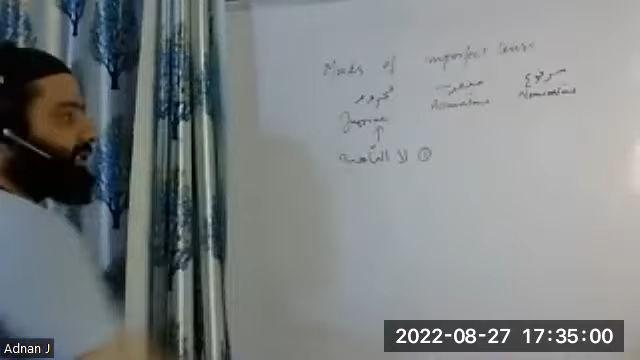 Moods of imperfect tense
مرفوع منصوب مجزوم
Nominative Accusative Jussive
① لا الناهية
2022-08-27 17:35:00
Adnan J